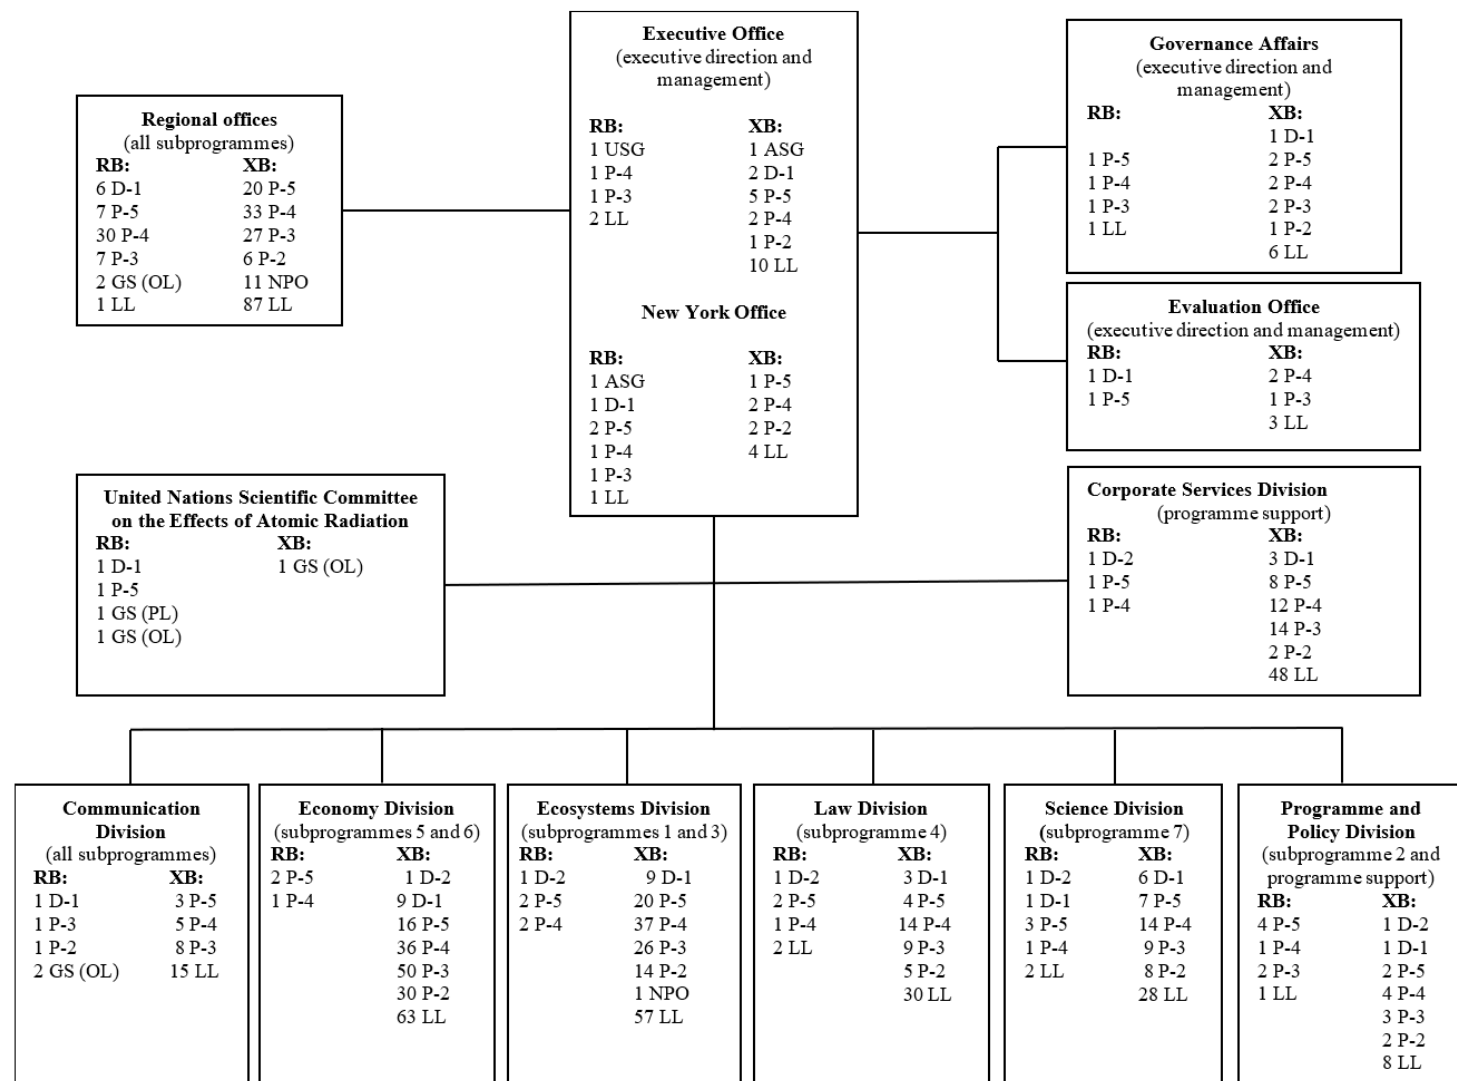 Executive Office
(executive direction and
management)
RB: XB:
1 USG 1 ASG
1 P-4 2 D-1
1 P-3 5 P-5
2 LL 2 P-4
1 P-2
10 LL
New York Office
RB: XB:
1 ASG 1 P-5
1 D-1 2 P-4
2 P-5 2 P-2
1 P-4 4 LL
1 P-3
1 LL
Regional offices
(all subprogrammes)
RB: XB:
6 D-1 20 P-5
7 P-5 33 P-4
30 P-4 27 P-3
7 P-3 6 P-2
2 GS (OL) 11 NPO
1 LL 87 LL
Governance Affairs
(executive direction and
management)
RB: XB:
1 D-1
1 P-5 2 P-5
1 P-4 2 P-4
1 P-3 2 P-3
1 LL 1 P-2
6 LL
Evaluation Office
(executive direction and management)
RB: XB:
1 D-1 2 P-4
1 P-5 1 P-3
3 LL
United Nations Scientific Committee
on the Effects of Atomic Radiation
RB: XB:
1 D-1 1 GS (OL)
1 P-5
1 GS (PL)
1 GS (OL)
Corporate Services Division
(programme support)
RB: XB:
1 D-2 3 D-1
1 P-5 8 P-5
1 P-4 12 P-4
14 P-3
2 P-2
48 LL
Communication
Division
(all subprogrammes)
RB: XB:
1 D-1 3 P-5
1 P-3 5 P-4
1 P-2 8 P-3
2 GS (OL) 15 LL
Economy Division
(subprogrammes 5 and 6)
RB: XB:
2 P-5 1 D-2
1 P-4 9 D-1
16 P-5
36 P-4
50 P-3
30 P-2
63 LL
Ecosystems Division
(subprogrammes 1 and 3)
RB: XB:
1 D-2 9 D-1
2 P-5 20 P-5
2 P-4 37 P-4
26 P-3
14 P-2
1 NPO
57 LL
Law Division
(subprogramme 4)
RB: XB:
1 D-2 3 D-1
2 P-5 4 P-5
1 P-4 14 P-4
2 LL 9 P-3
5 P-2
30 LL
Science Division
(subprogramme 7)
RB: XB:
1 D-2 6 D-1
1 D-1 7 P-5
3 P-5 14 P-4
1 P-4 9 P-3
2 LL 8 P-2
28 LL
Programme and
Policy Division
(subprogramme 2 and
programme support)
RB: XB:
4 P-5 1 D-2
1 P-4 1 D-1
2 P-3 2 P-5
1 LL 4 P-4
3 P-3
2 P-2
8 LL